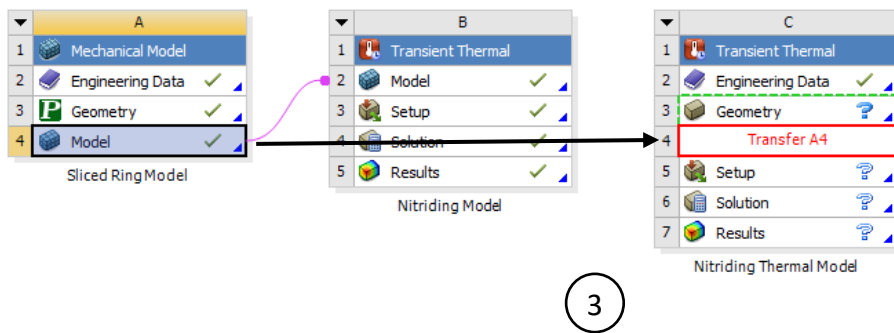 A
1 Mechanical Model
2 Engineering Data
3 P Geometry
4 Model
Sliced Ring Model
B
1 Transient Thermal
2 Model
3 Setup
4 Solution
5 Results
Nitriding Model
C
1 Transient Thermal
2 Engineering Data
3 Geometry ?
4 Transfer A4
5 Setup ?
6 Solution ?
7 Results ?
Nitriding Thermal Model
3